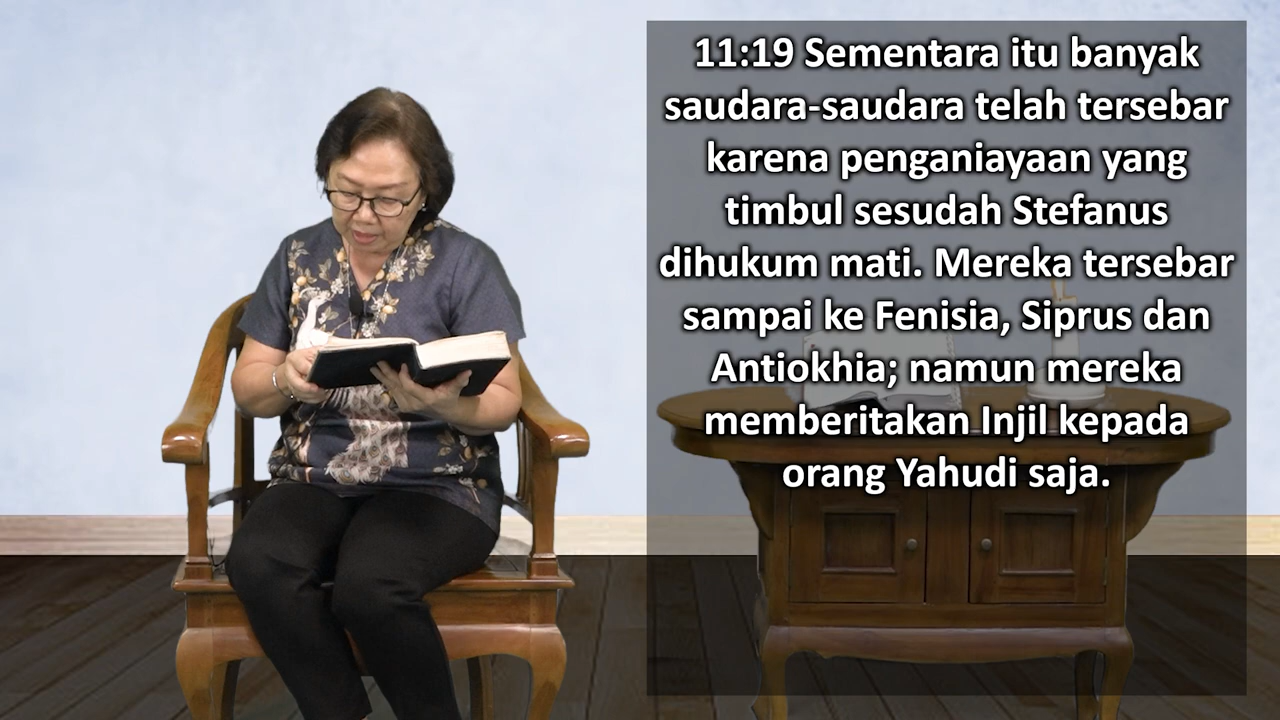 11:19 Sementara itu banyak
saudara-saudara telah tersebar
karena penganiayaan yang
timbul sesudah Stefanus
dihukum mati. Mereka tersebar
sampai ke Fenisia, Siprus dan
Antiokhia; namun mereka
memberitakan Injil kepada
orang Yahudi saja.